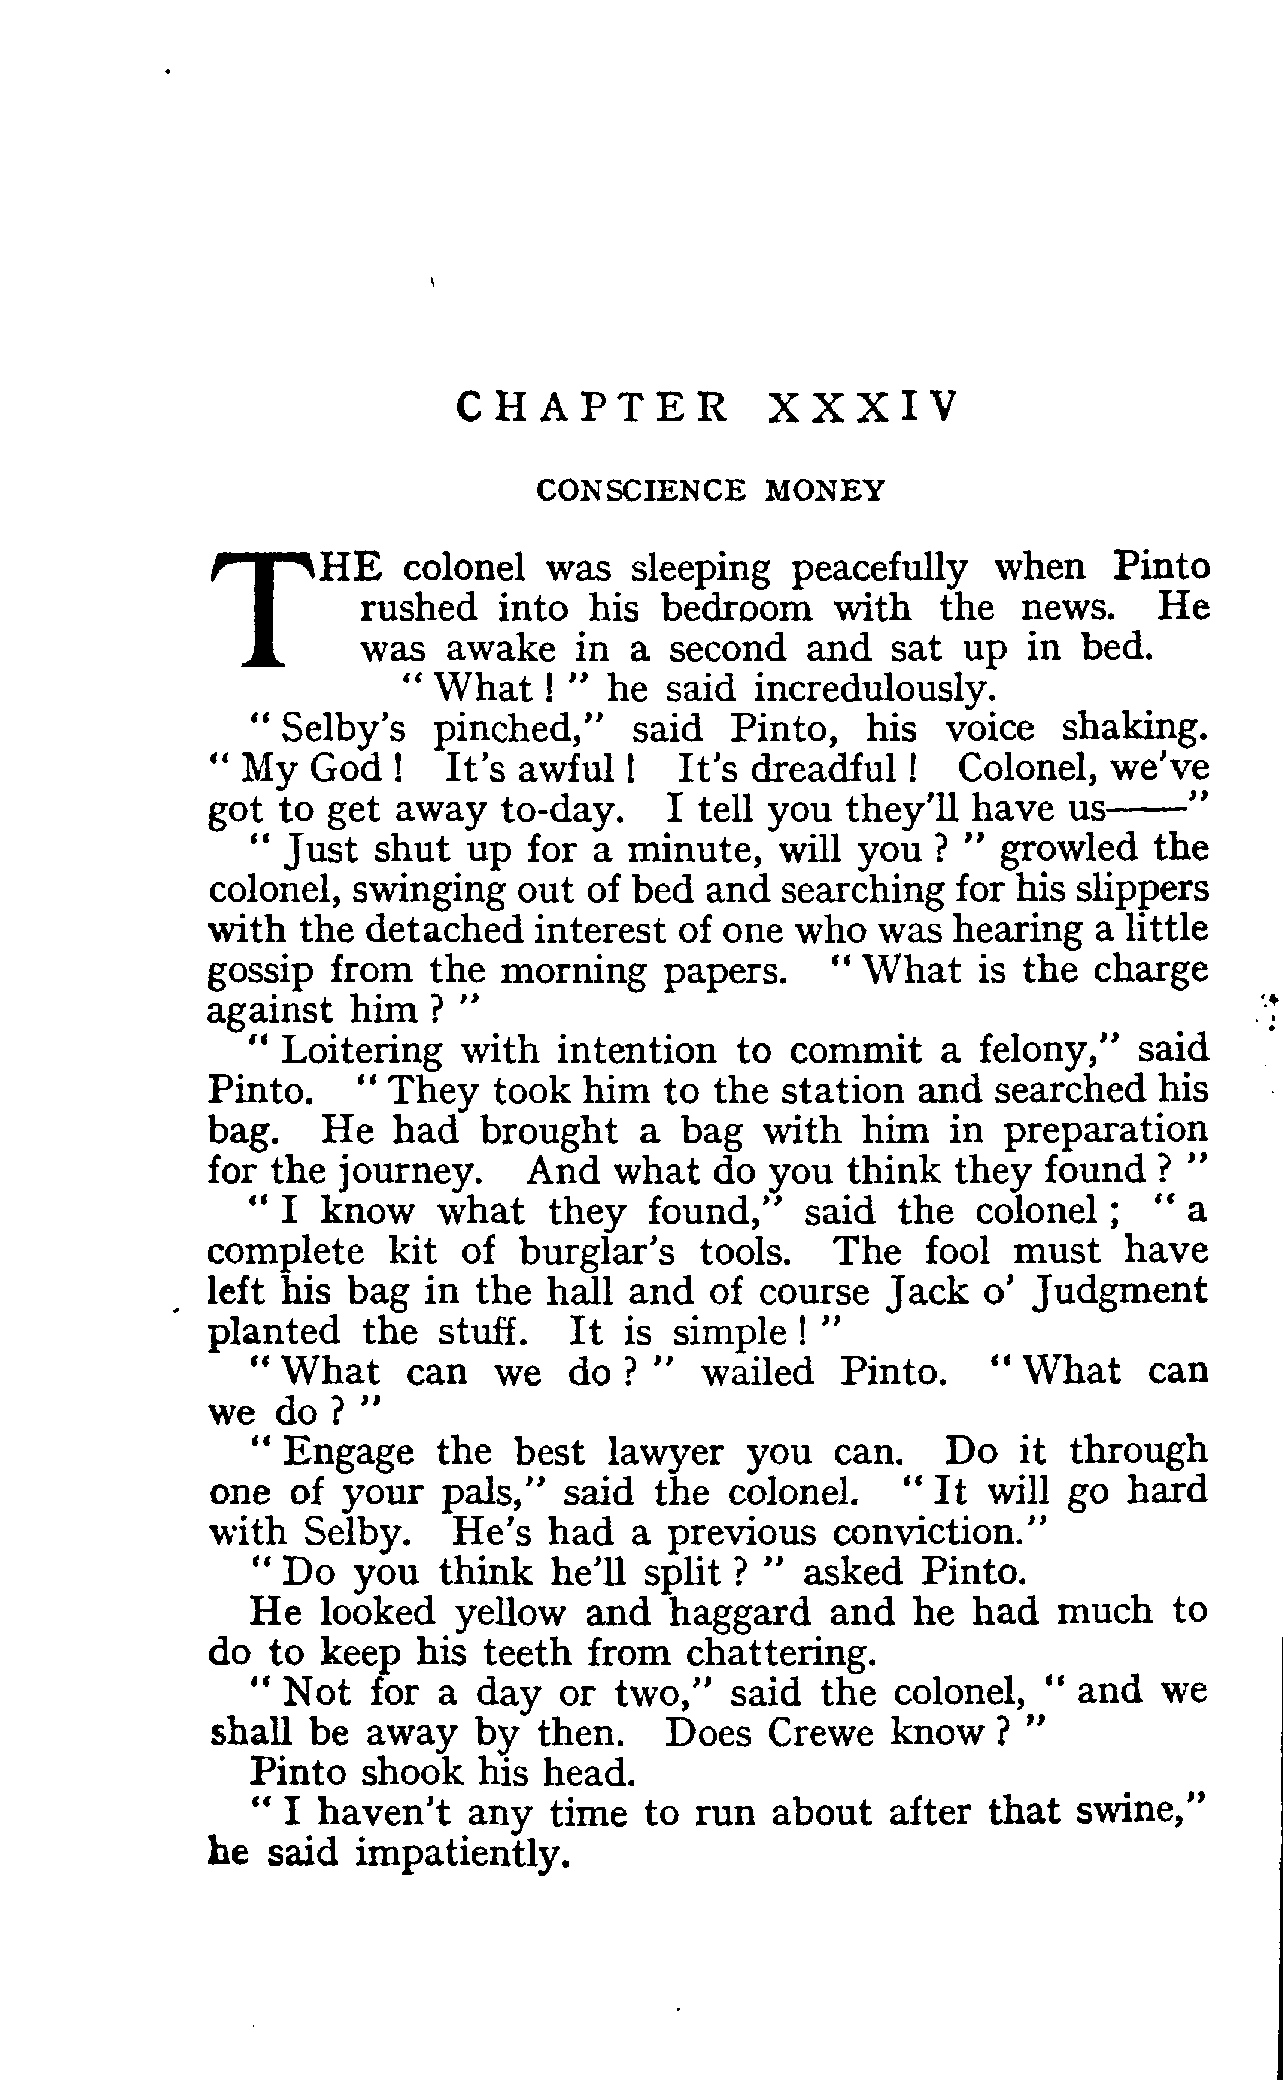 CHAPTER XXXIV
CONSCIENCE MONEY
THE colonel was sleeping peacefully when Pinto
rushed into his bedroom with the news. He
was awake in a second and sat up in bed.
" What ! " he said incredulously.
" Selby's pinched," said Pinto, his voice shaking.
" My God ! It's awful ! It's dreadful ! Colonel, we've
got to get away to-day. I tell you they'll have us——"
" Just shut up for a minute, will you ? " growled the
colonel, swinging out of bed and searching for his slippers
with the detached interest of one who was hearing a little
gossip from the morning papers. " What is the charge
against him ? "
" Loitering with intention to commit a felony," said
Pinto. " They took him to the station and searched his
bag. He had brought a bag with him in preparation
for the journey. And what do you think they found ? "
" I know what they found," said the colonel ; " a
complete kit of burglar's tools. The fool must have
left his bag in the hall and of course Jack o' Judgment
planted the stuff. It is simple ! "
" What can we do ? " wailed Pinto. " What can
we do ? "
" Engage the best lawyer you can. Do it through
one of your pals," said the colonel. " It will go hard
with Selby. He's had a previous conviction."
" Do you think he'll split ? " asked Pinto.
He looked yellow and haggard and he had much to
do to keep his teeth from chattering.
" Not for a day or two," said the colonel, " and we
shall be away by then. Does Crewe know ? "
Pinto shook his head.
" I haven't any time to run about after that swine,"
he said impatiently.